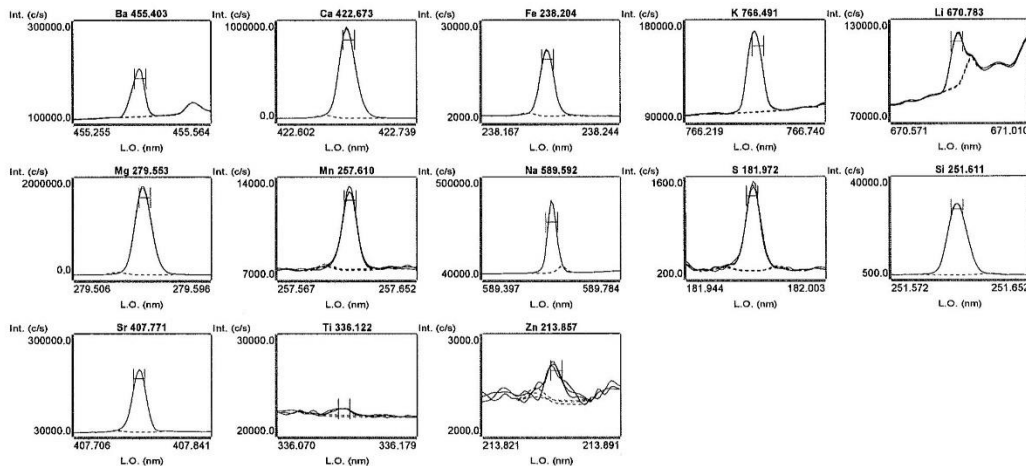 Int. (c/s) Ba 455.403
300000.0
100000.0
455.255 455.564
L.O. (nm)
Int. (c/s) Ca 422.673
1000000.0
0.0
422.602 422.739
L.O. (nm)
Int. (c/s) Fe 238.204
30000.0
2000.0
238.167 238.244
L.O. (nm)
Int. (c/s) K 766.491
180000.0
90000.0
766.219 766.740
L.O. (nm)
Int. (c/s) Li 670.783
130000.0
70000.0
670.571 671.010
L.O. (nm)
Int. (c/s) Mg 279.553
2000000.0
0.0
279.506 279.596
L.O. (nm)
Int. (c/s) Mn 257.610
14000.0
7000.0
257.567 257.652
L.O. (nm)
Int. (c/s) Na 589.592
500000.0
40000.0
589.397 589.784
L.O. (nm)
Int. (c/s) S 181.972
1600.0
200.0
181.944 182.003
L.O. (nm)
Int. (c/s) Si 251.611
40000.0
500.0
251.572 251.652
L.O. (nm)
Int. (c/s) Sr 407.771
300000.0
30000.0
407.706 407.841
L.O. (nm)
Int. (c/s) Ti 336.122
30000.0
20000.0
336.070 336.179
L.O. (nm)
Int. (c/s) Zn 213.857
3000.0
2000.0
213.821 213.891
L.O. (nm)